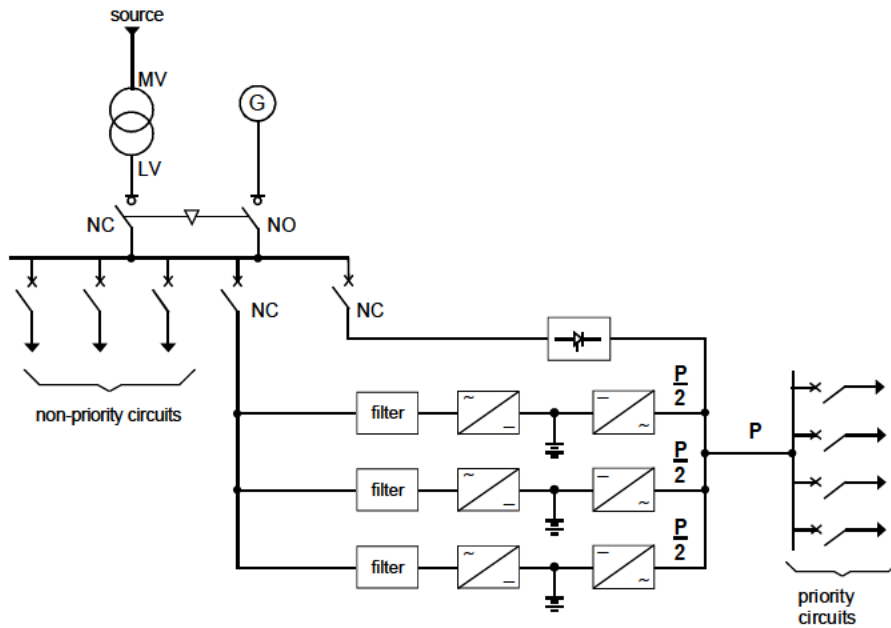 source
MV
G
LV
NC
NO
NC
NC
non-priority circuits
P
2
filter
P
P
2
filter
P
2
filter
priority
circuits